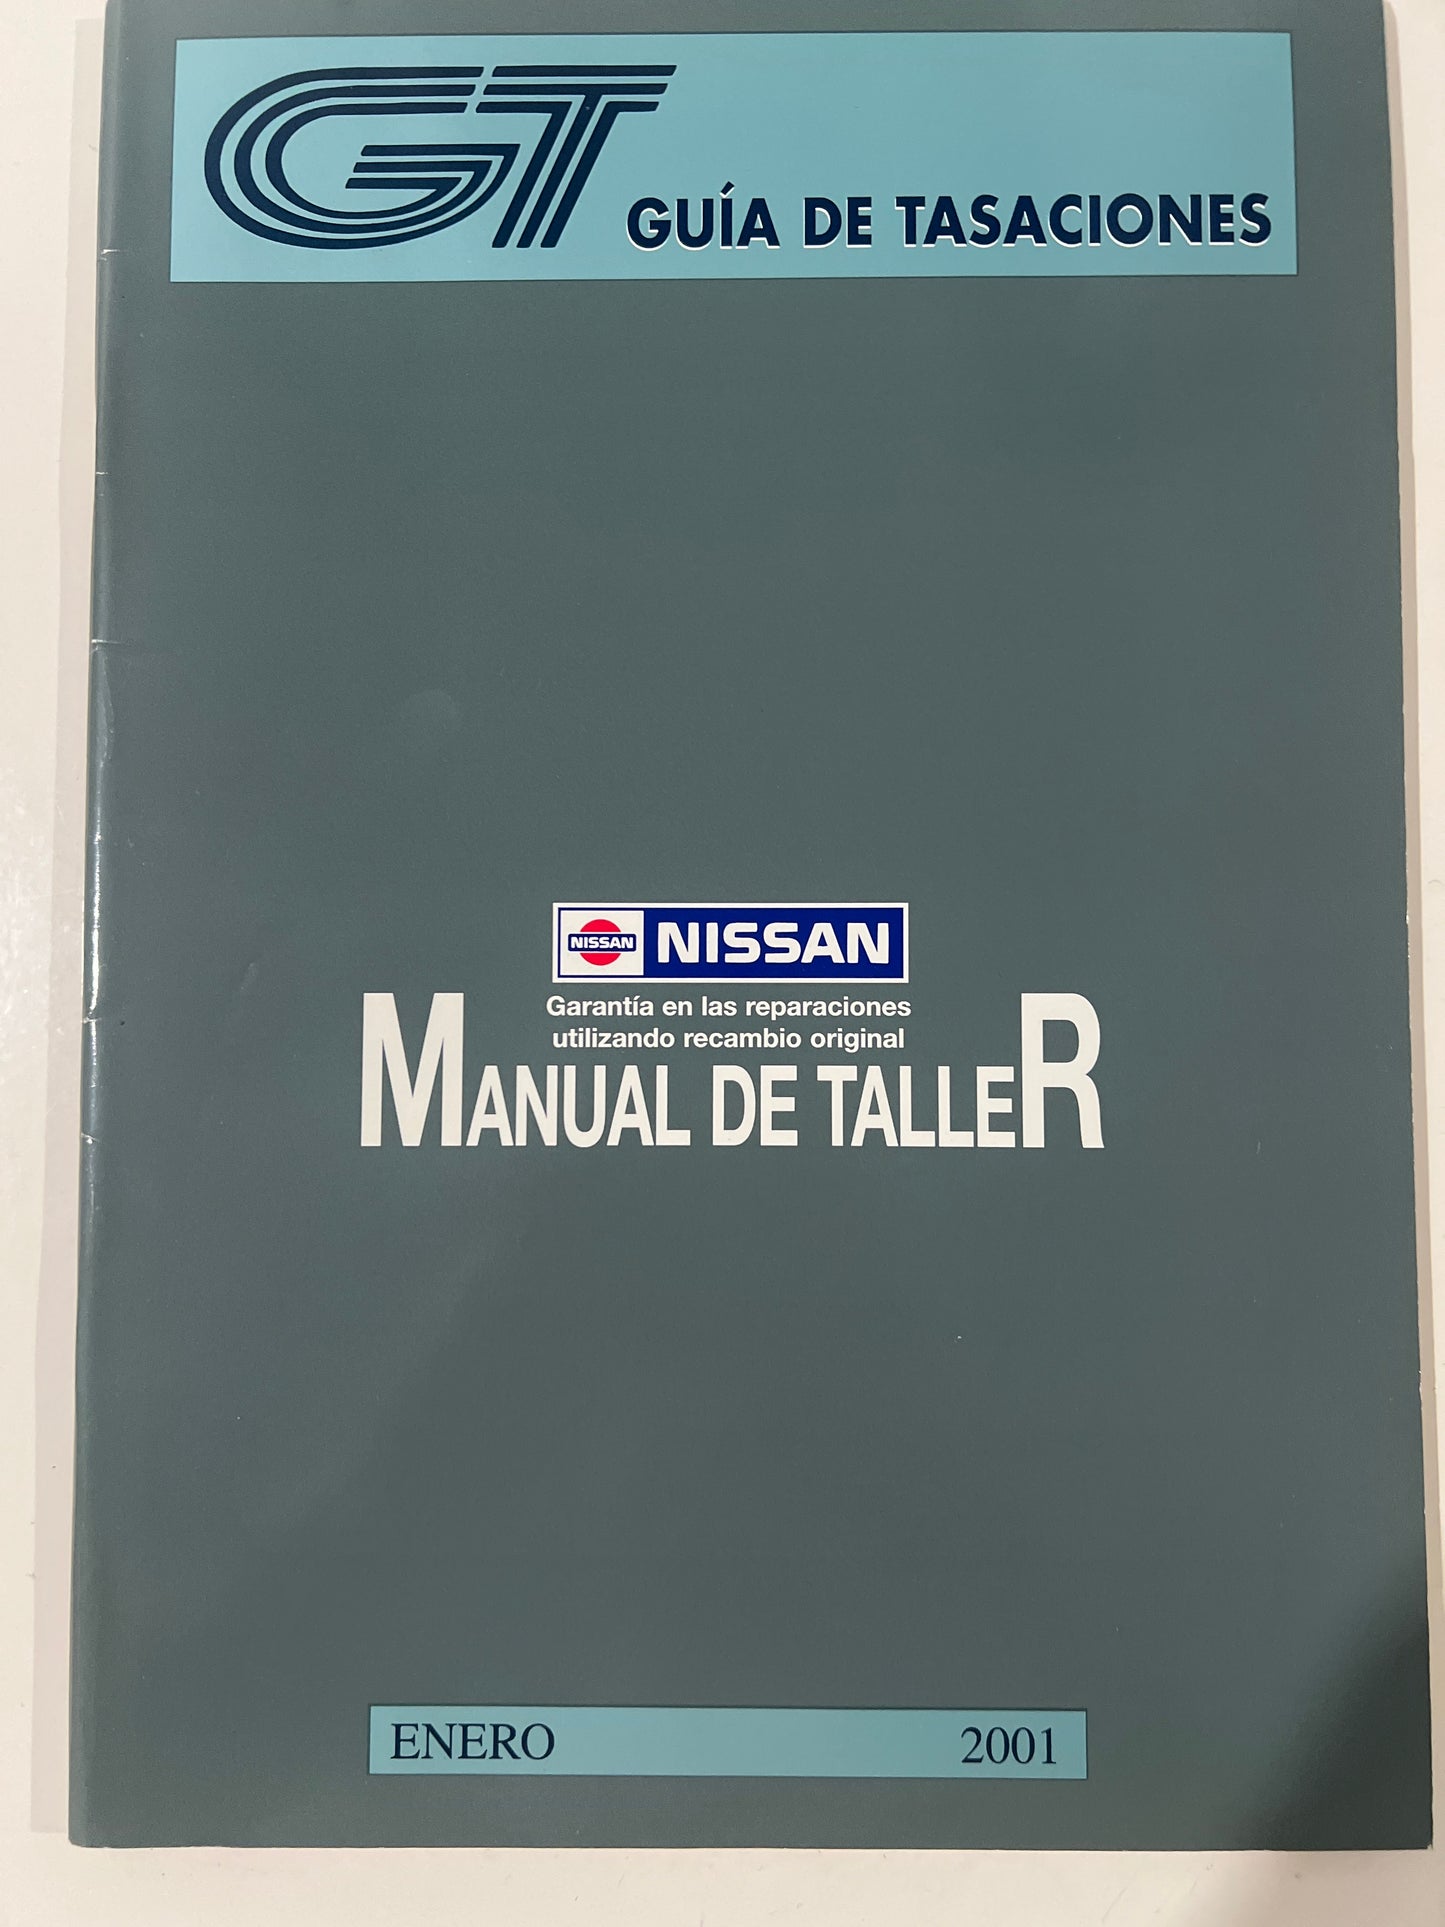 GT GUÍA DE TASACIONES
NISSAN NISSAN
Garantía en las reparaciones
utilizando recambio original
MANUAL DE TALLER
ENERO 2001